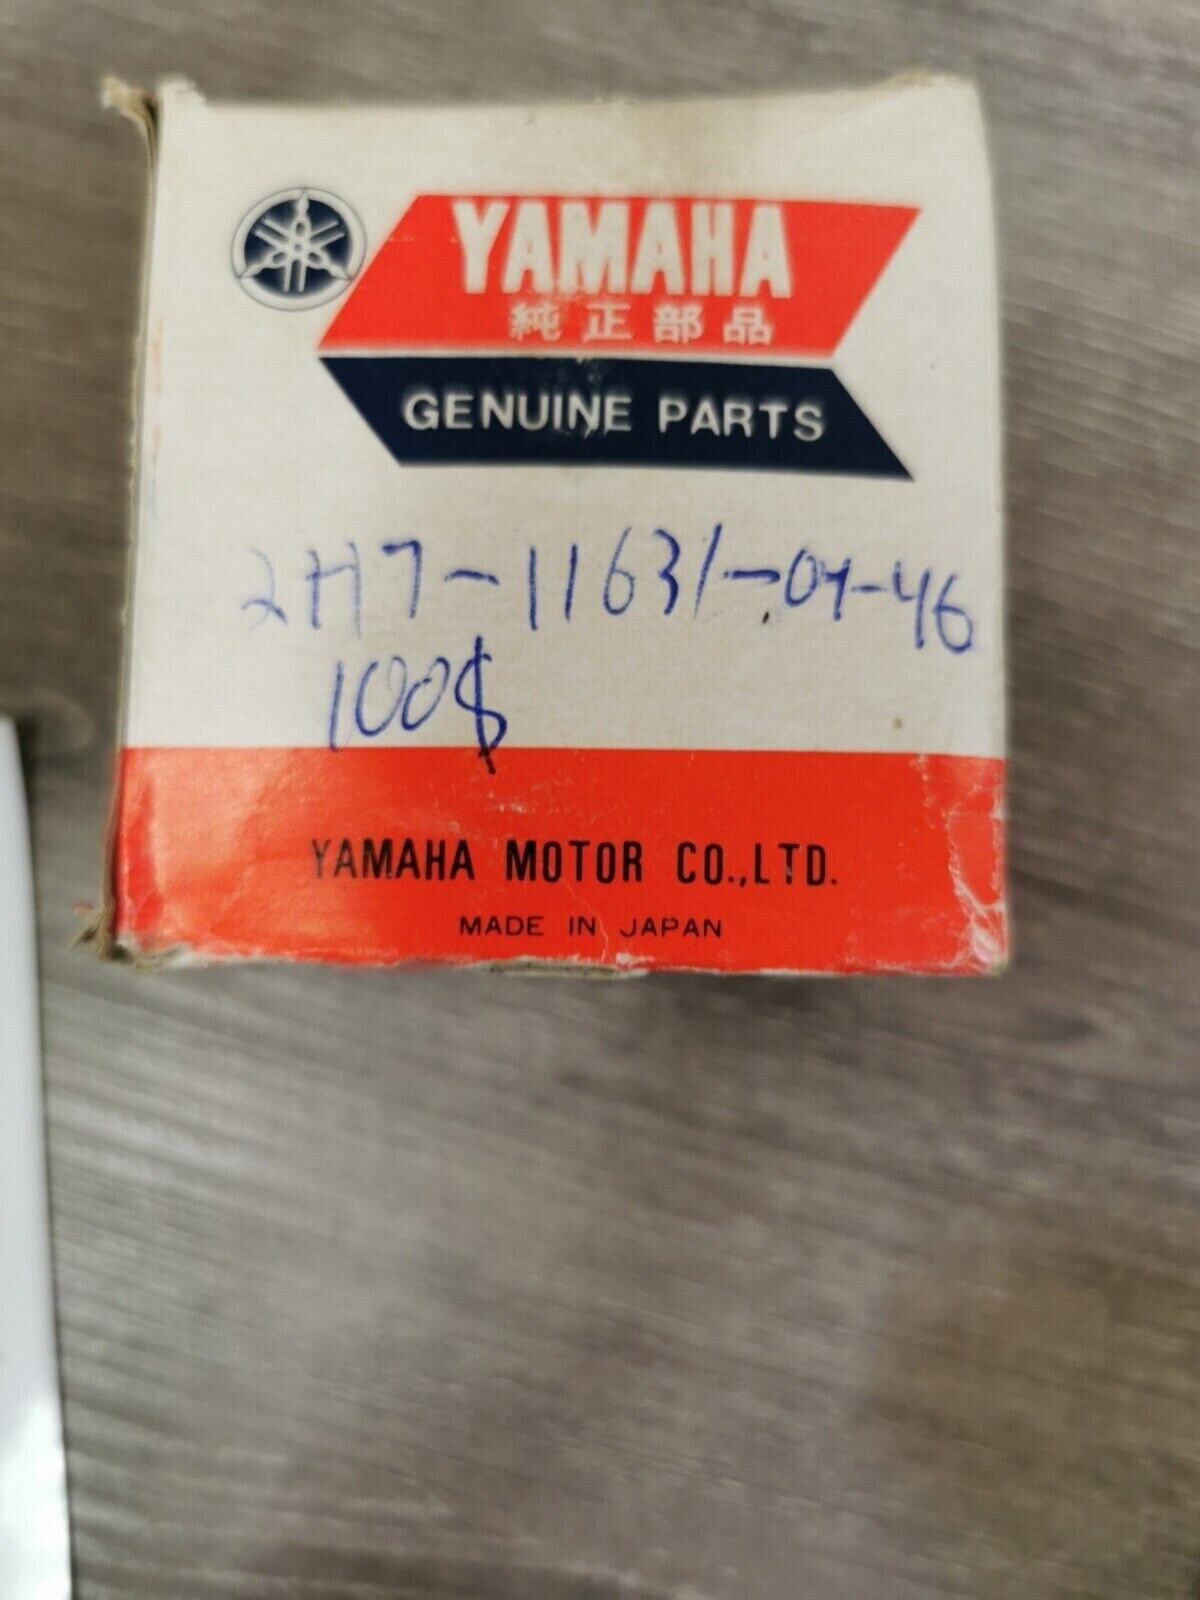 YAMAHA
純正部品
GENUINE PARTS
2H7-11631-04-46
100$
YAMAHA MOTOR CO.,LTD.
MADE IN JAPAN